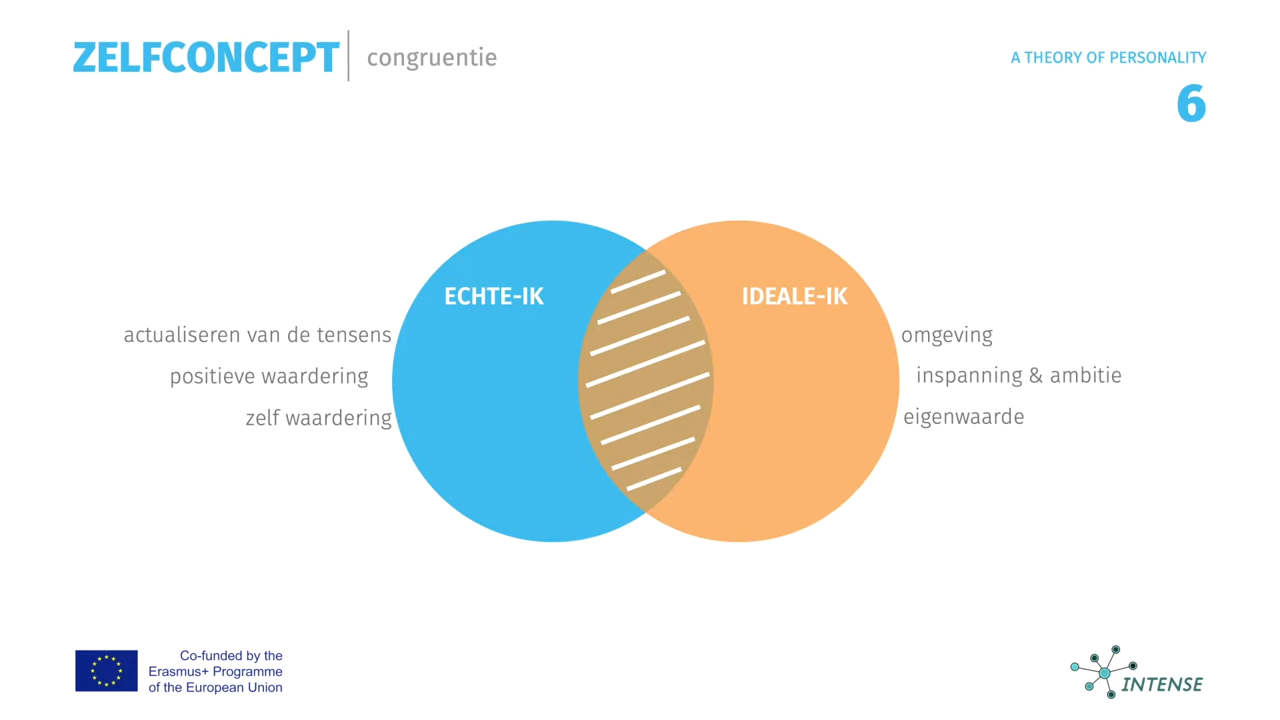 ZELFCONCEPT congruentie
A THEORY OF PERSONALITY
6
ECHTE-IK
IDEALE-IK
actualiseren van de tensens
positieve waardering
zelf waardering
omgeving
inspanning & ambitie
eigenwaarde
Co-funded by the
Erasmus+ Programme
of the European Union
INTENSE